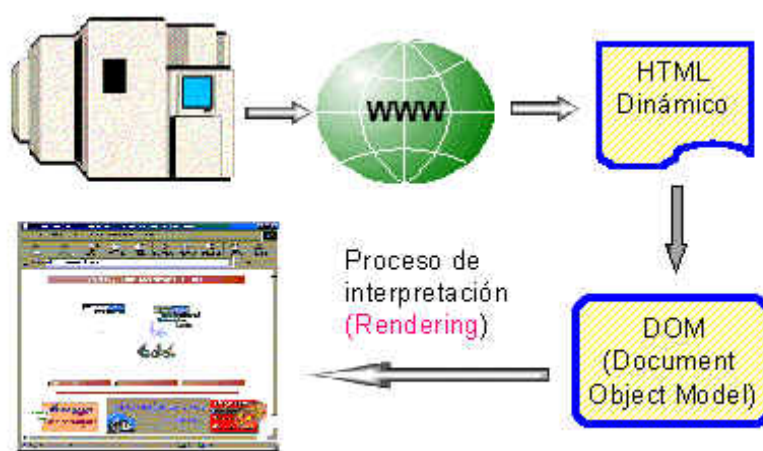 WWW
HTML
Dinámico
Proceso de
interpretación
(Rendering)
DOM
(Document
Object Model)